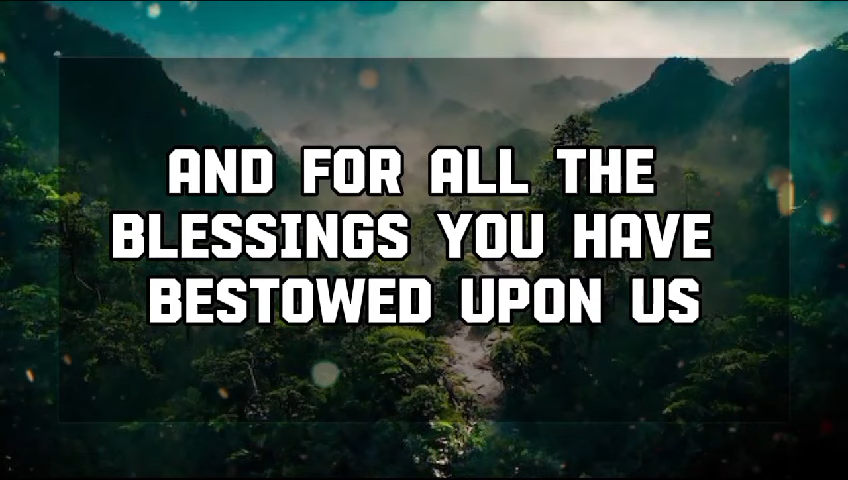 AND FOR ALL THE
BLESSINGS YOU HAVE
BESTOWED UPON US